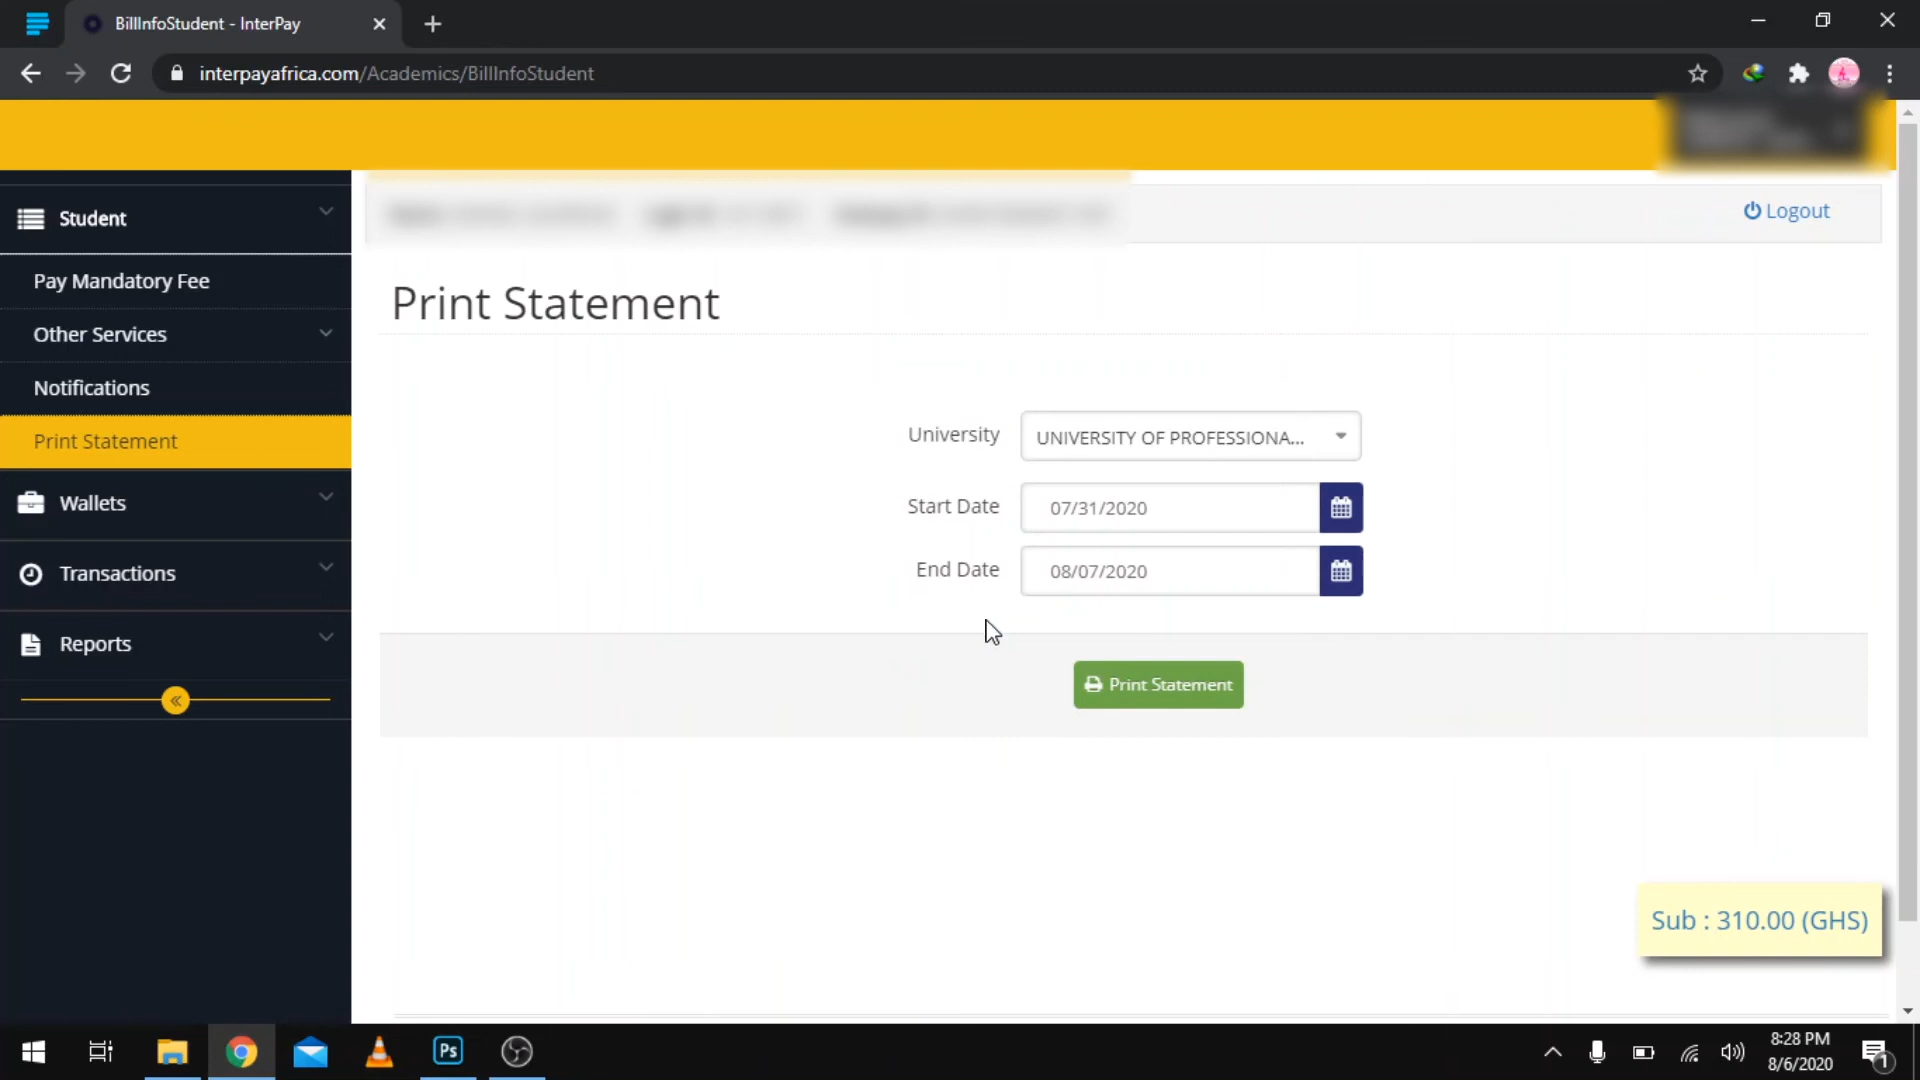 BillInfoStudent - InterPay
interpayafrica.com/Academics/BillInfoStudent
Student
Logout
Pay Mandatory Fee
Other Services
Notifications
Print Statement
Wallets
Transactions
Reports
Print Statement
University
UNIVERSITY OF PROFESSIONA...
Start Date
07/31/2020
End Date
08/07/2020
Print Statement
Sub : 310.00 (GHS)
Ps
8:28 PM
8/6/2020
1